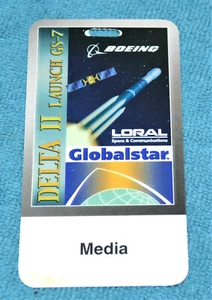 BOEING
DELTA II LAUNCH GS-7
LORAL
Space & Communications
Globalstar
Media